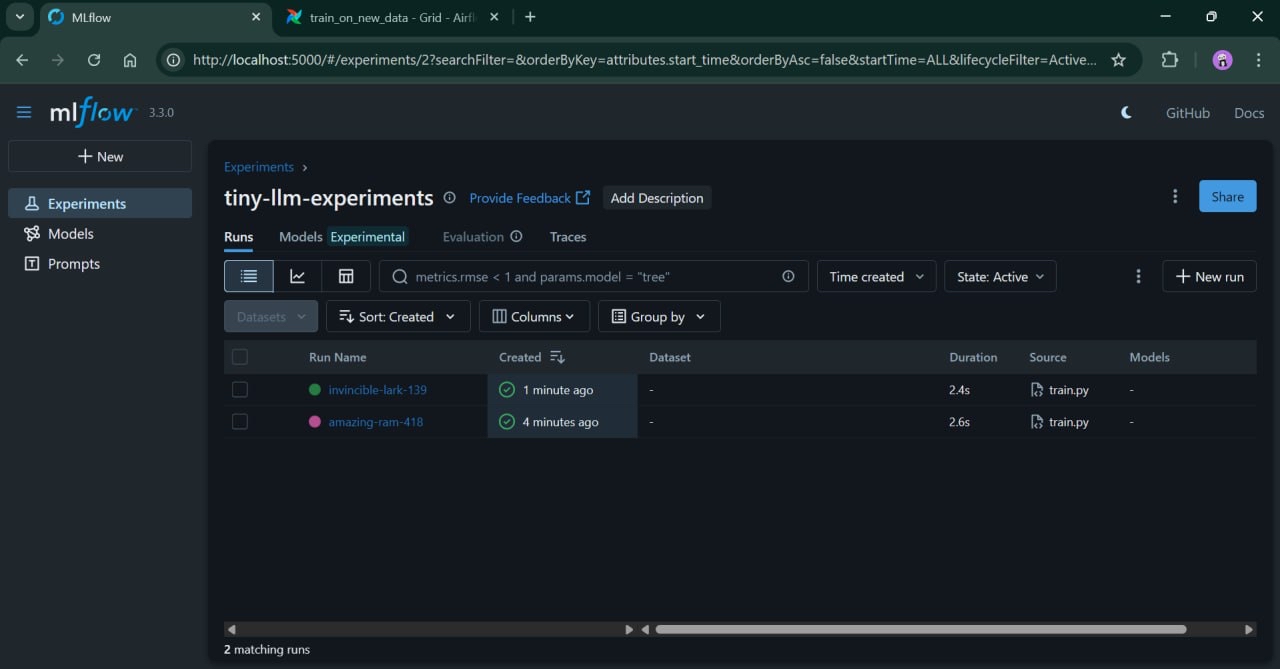 MLflow
train_on_new_data - Grid - Airfl
http://localhost:5000/#/experiments/2?searchFilter=&orderByKey=attributes.start_time&orderByAsc=false&startTime=ALL&lifecycleFilter=Active...
mlflow 3.3.0
GitHub Docs
New
Experiments
Models
Prompts
Experiments
tiny-llm-experiments Provide Feedback Add Description
Share
Runs Models Experimental Evaluation Traces
metrics.rmse < 1 and params.model = "tree" Time created State: Active New run
Datasets Sort: Created Columns Group by
Run Name Created Dataset Duration Source Models
invincible-lark-139 1 minute ago - 2.4s train.py -
amazing-ram-418 4 minutes ago - 2.6s train.py -
2 matching runs